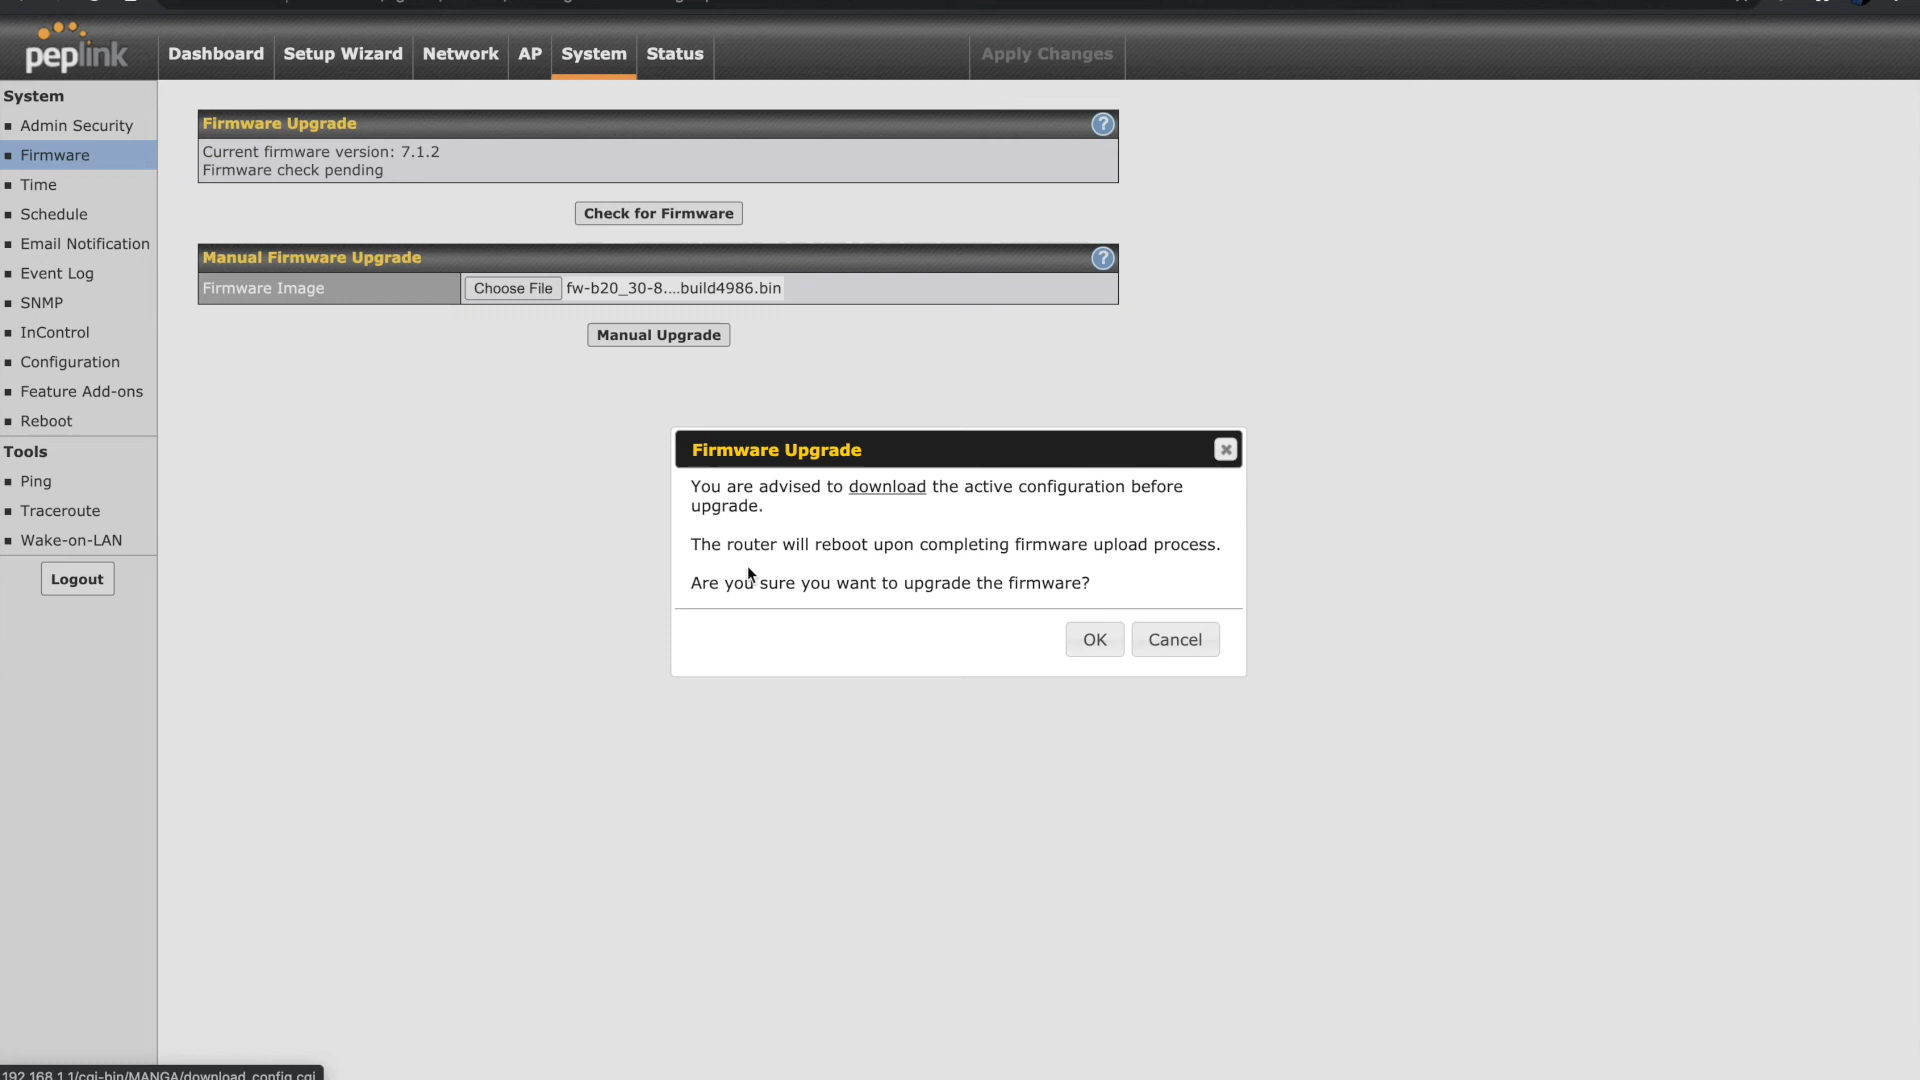 peplink
Dashboard
Setup Wizard
Network
AP
System
Status
Apply Changes
System
Admin Security
Firmware
Time
Schedule
Email Notification
Event Log
SNMP
InControl
Configuration
Feature Add-ons
Reboot
Tools
Ping
Traceroute
Wake-on-LAN
Logout
Firmware Upgrade
?
Current firmware version: 7.1.2
Firmware check pending
Check for Firmware
Manual Firmware Upgrade
?
Firmware Image
Choose File fw-b20_30-8....build4986.bin
Manual Upgrade
Firmware Upgrade
You are advised to download the active configuration before
upgrade.
The router will reboot upon completing firmware upload process.
Are you sure you want to upgrade the firmware?
OK
Cancel
192.168.1.1/cgi-bin/MANGA/download_config.cgi